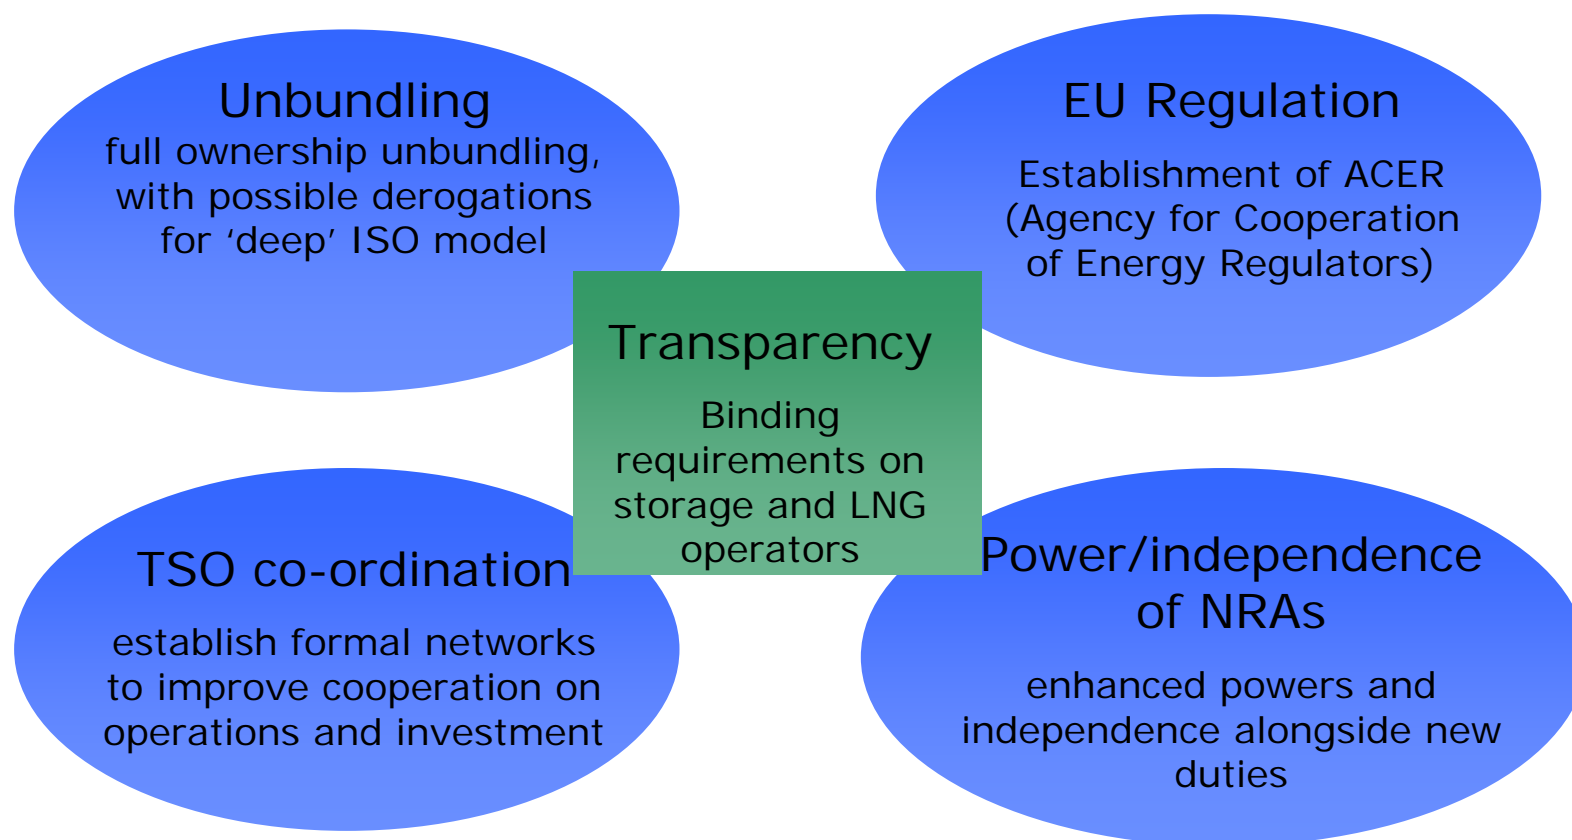 Unbundling
full ownership unbundling,
with possible derogations
for ‘deep’ ISO model
EU Regulation
Establishment of ACER
(Agency for Cooperation
of Energy Regulators)
Transparency
Binding
requirements on
storage and LNG
operators
TSO co-ordination
establish formal networks
to improve cooperation on
operations and investment
Power/independence
of NRAs
enhanced powers and
independence alongside new
duties